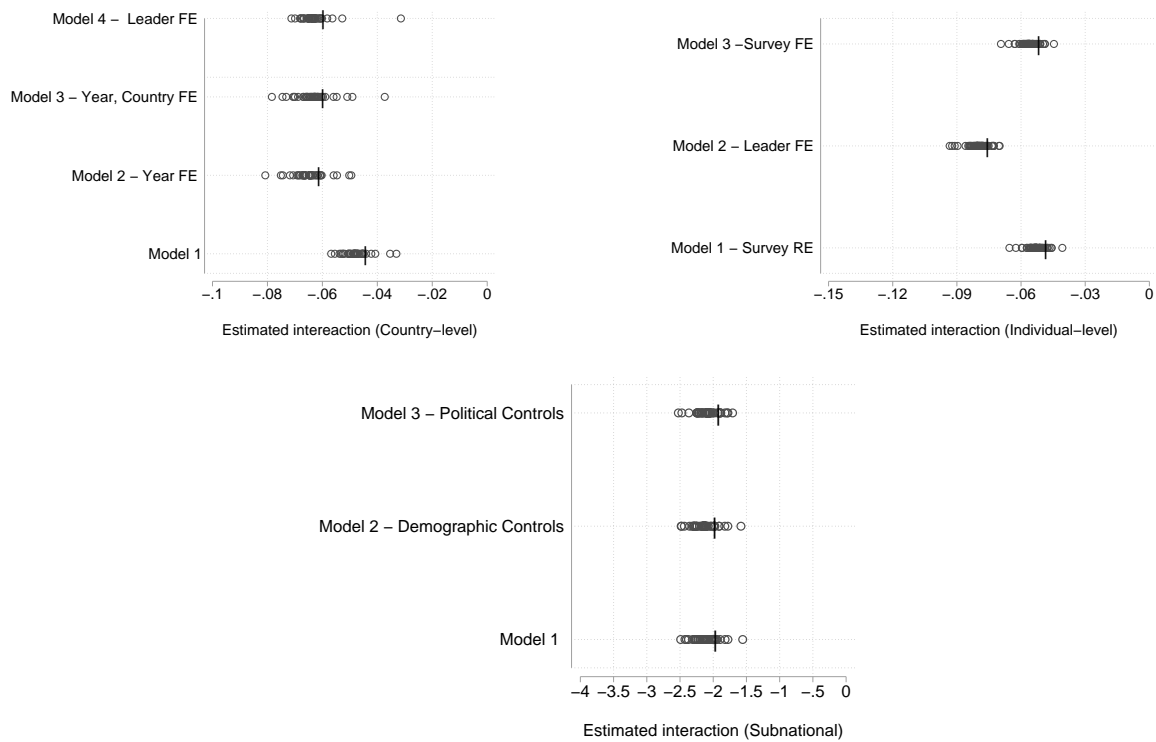 Model 4 − Leader FE
Model 3 − Year, Country FE
Model 2 − Year FE
Model 1
−.1 −.08 −.06 −.04 −.02 0
Estimated intereaction (Country−level)
Model 3 −Survey FE
Model 2 − Leader FE
Model 1 − Survey RE
−.15 −.12 −.09 −.06 −.03 0
Estimated interaction (Individual−level)
Model 3 − Political Controls
Model 2 − Demographic Controls
Model 1
−4 −3.5 −3 −2.5 −2 −1.5 −1 −.5 0
Estimated interaction (Subnational)